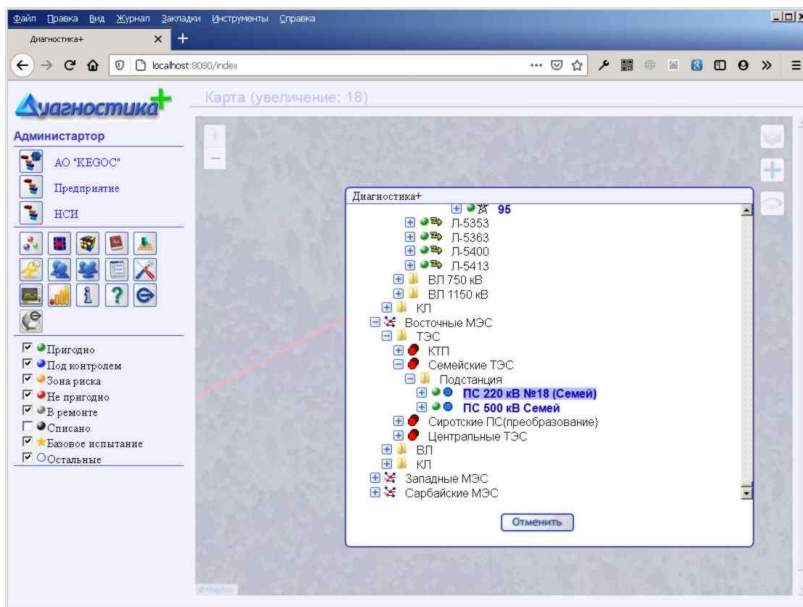 Файл Правка Вид Журнал Закладки Инструменты Справка
Диагностика+
localhost:8080/index
Диагностика+
Карта (увеличение: 18)
Администартор
АО "KEGOC"
Предприятие
НСИ
Пригодно
Под контролем
Зона риска
Не пригодно
В ремонте
Списано
Базовое испытание
Остальные
Диагностика+
95
Л-5353
Л-5363
Л-5400
Л-5413
ВЛ 750 кВ
ВЛ 1150 кВ
КЛ
Восточные МЭС
ТЭС
КТП
Семейские ТЭС
Подстанция
ПС 220 кВ №18 (Семей)
ПС 500 кВ Семей
Сиротские ПС(преобразование)
Центральные ТЭС
ВЛ
КЛ
Западные МЭС
Сарбайские МЭС
Отменить